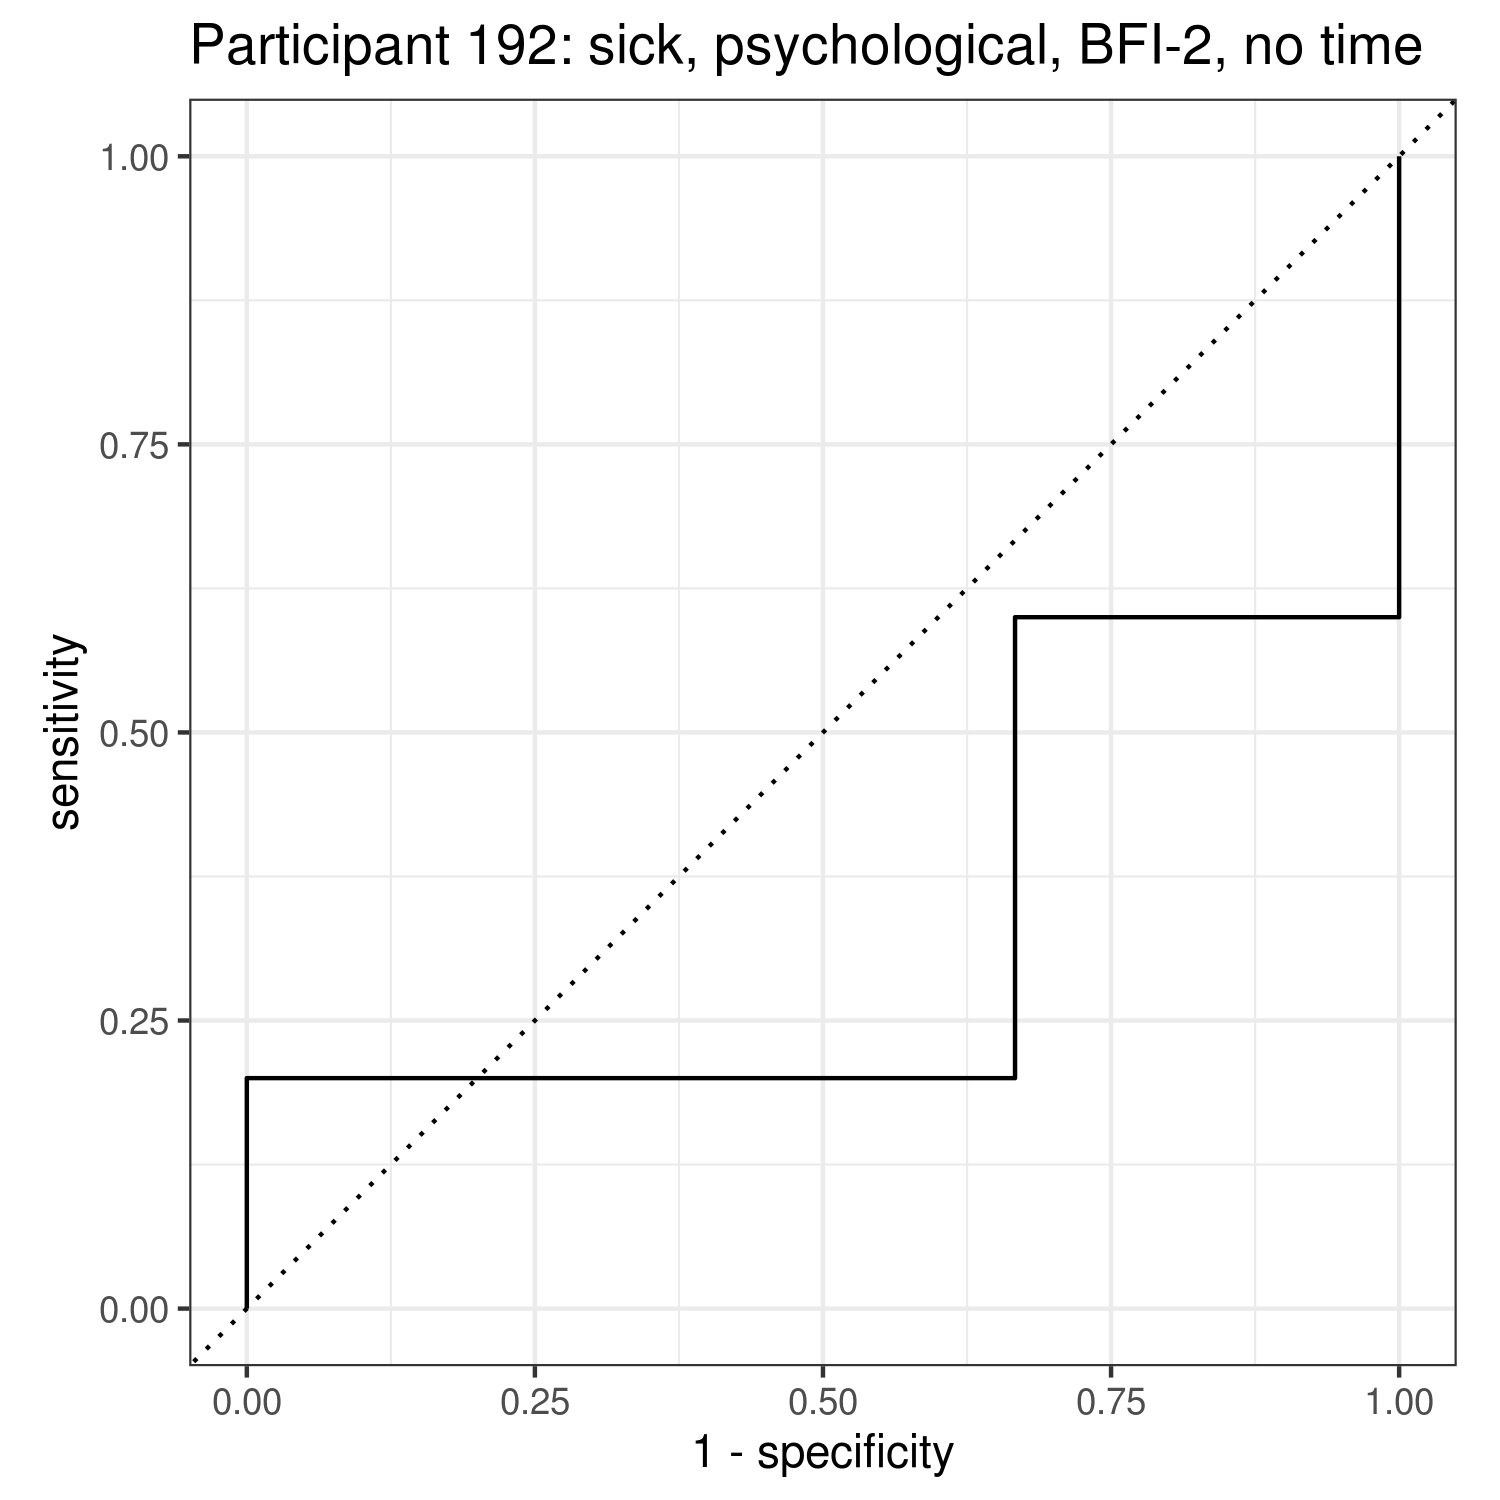 Participant 192: sick, psychological, BFI-2, no time
1.00
0.75
0.50
0.25
0.00
sensitivity
0.00 0.25 0.50 0.75 1.00
1 - specificity